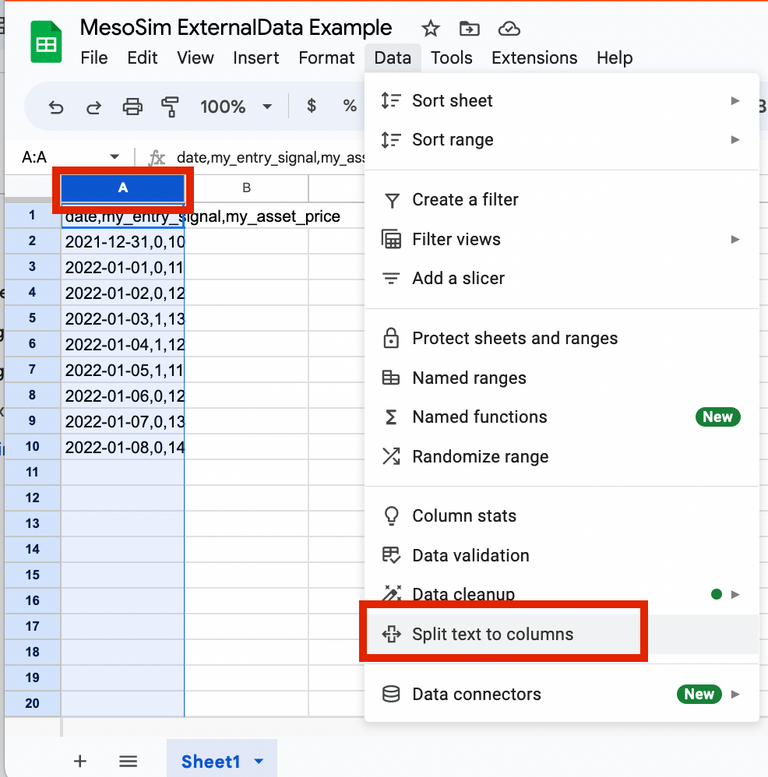 MesoSim ExternalData Example
File Edit View Insert Format Data Tools Extensions Help
100% $ %
A:A fx date,my_entry_signal,my_ass
A B
1 date,my_entry_signal,my_asset_price
2 2021-12-31,0,10
3 2022-01-01,0,11
4 2022-01-02,0,12
5 2022-01-03,1,13
6 2022-01-04,1,12
7 2022-01-05,1,11
8 2022-01-06,0,12
9 2022-01-07,0,13
10 2022-01-08,0,14
11
12
13
14
15
16
17
18
19
20
Sort sheet
Sort range
Create a filter
Filter views
Add a slicer
Protect sheets and ranges
Named ranges
Named functions New
Randomize range
Column stats
Data validation
Data cleanup
Split text to columns
Data connectors New
Sheet1